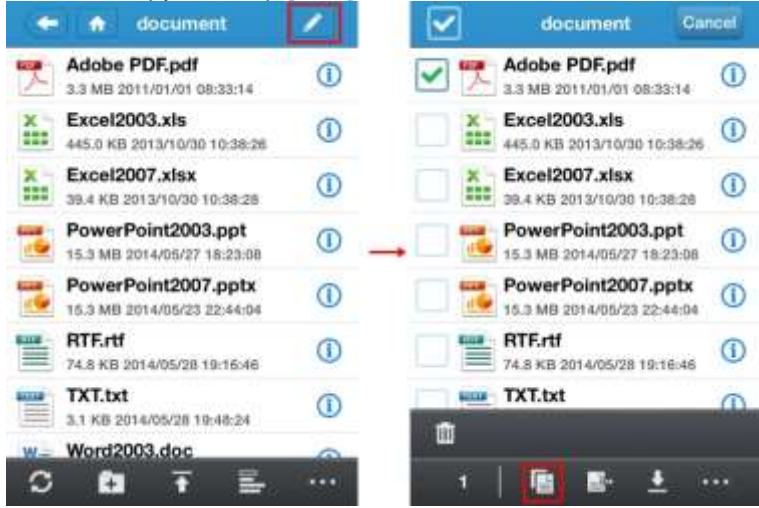 document
Adobe PDF.pdf
3.3 MB 2011/01/01 08:33:14
Excel2003.xls
445.0 KB 2013/10/30 10:38:26
Excel2007.xlsx
39.4 KB 2013/10/30 10:38:28
PowerPoint2003.ppt
15.3 MB 2014/05/27 18:23:08
PowerPoint2007.pptx
15.3 MB 2014/05/23 22:44:04
RTF.rtf
74.8 KB 2014/05/28 19:16:46
TXT.txt
3.1 KB 2014/05/28 19:48:24
Word2003.doc
document Cancel
Adobe PDF.pdf
3.3 MB 2011/01/01 08:33:14
Excel2003.xls
445.0 KB 2013/10/30 10:38:26
Excel2007.xlsx
39.4 KB 2013/10/30 10:38:28
PowerPoint2003.ppt
15.3 MB 2014/05/27 18:23:08
PowerPoint2007.pptx
15.3 MB 2014/05/23 22:44:04
RTF.rtf
74.8 KB 2014/05/28 19:16:46
TXT.txt
1